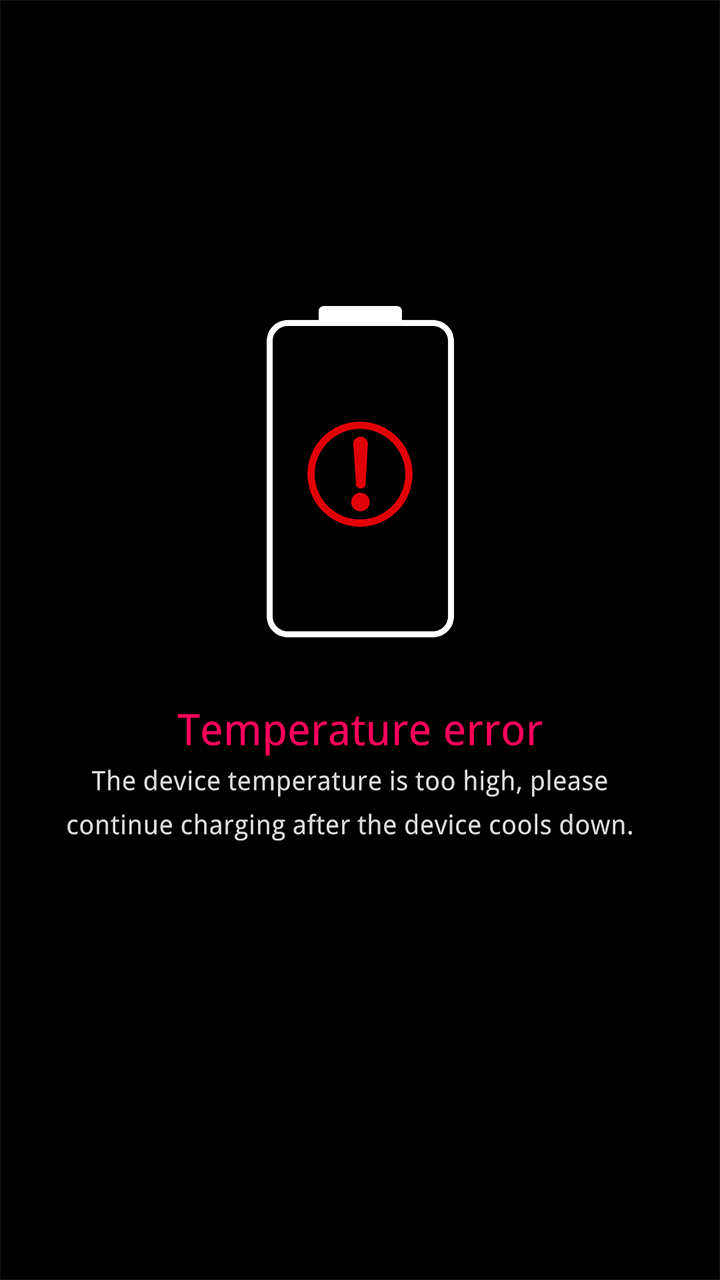 Temperature error
The device temperature is too high, please
continue charging after the device cools down.